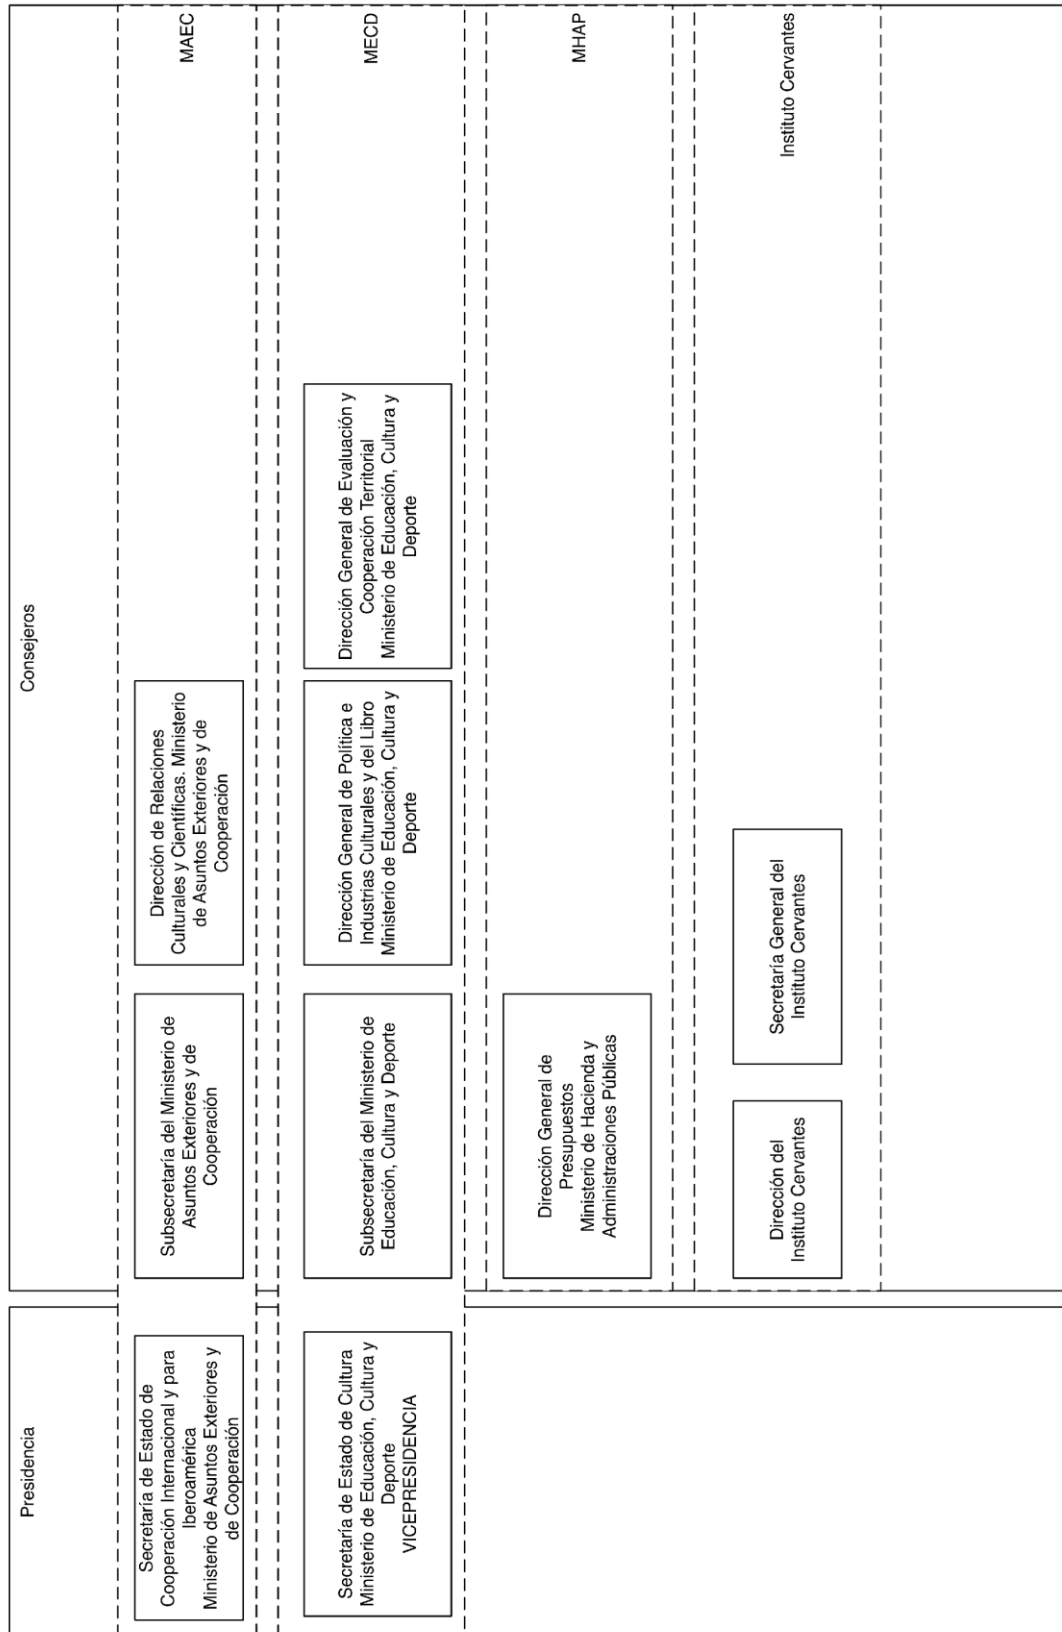 Presidencia
Consejeros
Secretaría de Estado de
Cooperación Internacional y para
Iberoamérica
Ministerio de Asuntos Exteriores y
de Cooperación
Subsecretaría del Ministerio de
Asuntos Exteriores y de
Cooperación
Dirección de Relaciones
Culturales y Científicas. Ministerio
de Asuntos Exteriores y de
Cooperación
MAEC
Secretaría de Estado de Cultura
Ministerio de Educación, Cultura y
Deporte
VICEPRESIDENCIA
Subsecretaría del Ministerio de
Educación, Cultura y Deporte
Dirección General de Política e
Industrias Culturales y del Libro
Ministerio de Educación, Cultura y
Deporte
Dirección General de Evaluación y
Cooperación Territorial
Ministerio de Educación, Cultura y
Deporte
MECD
Dirección General de
Presupuestos
Ministerio de Hacienda y
Administraciones Públicas
MHAP
Dirección del
Instituto Cervantes
Secretaría General del
Instituto Cervantes
Instituto Cervantes